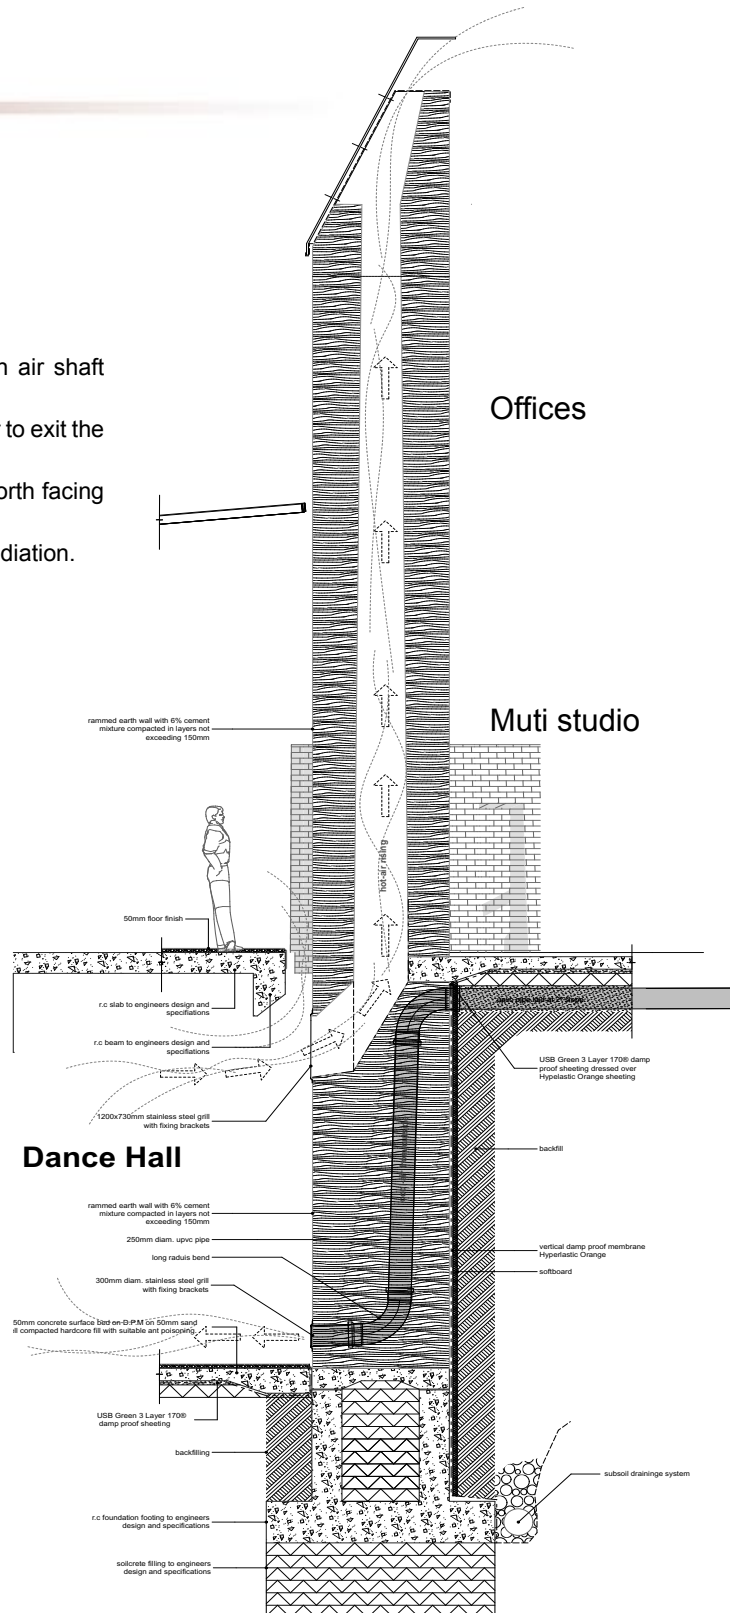 n air shaft
to exit the
orth facing
diation.
Offices
Muti studio
rammed earth wall with 6% cement
mixture compacted in layers not
exceeding 150mm
hot-air rising
50mm floor finish
r.c slab to engineers design and
specifiations
r.c beam to engineers design and
specifiations
1200x730mm stainless steel grill
with fixing brackets
USB Green 3 Layer 170® damp
proof sheeting dressed over
Hypelastic Orange sheeting
Dance Hall
backfill
rammed earth wall with 6% cement
mixture compacted in layers not
exceeding 150mm
250mm diam. upvc pipe
long raduis bend
300mm diam. stainless steel grill
with fixing brackets
vertical damp proof membrane
Hyperlastic Orange
softboard
50mm concrete surface bed on D.P.M on 50mm sand
ll compacted hardcore fill with suitable ant poisoning
USB Green 3 Layer 170®
damp proof sheeting
backfilling
subsoil draininge system
r.c foundation footing to engineers
design and specifications
soilcrete filling to engineers
design and specifications
1